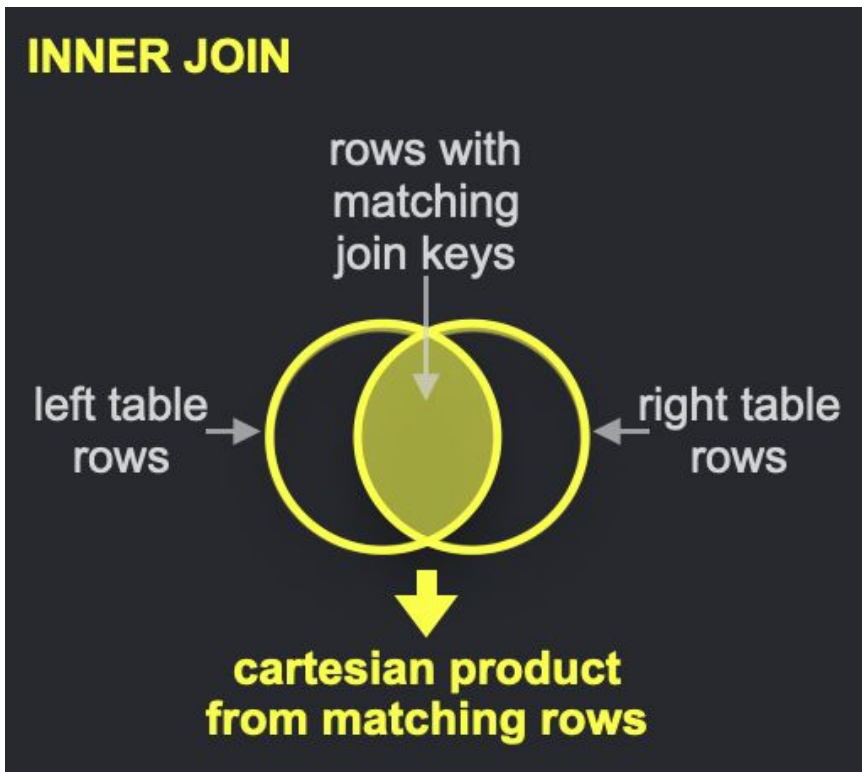 INNER JOIN
rows with
matching
join keys
left table
rows
right table
rows
cartesian product
from matching rows